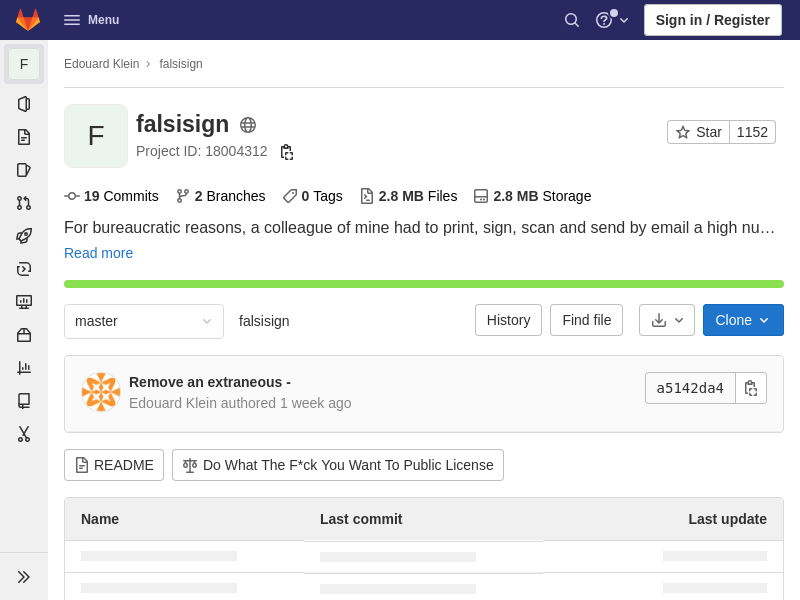 Menu
Sign in / Register
F
Edouard Klein › falsisign
F
falsisign
Project ID: 18004312
Star 1152
19 Commits 2 Branches 0 Tags 2.8 MB Files 2.8 MB Storage
For bureaucratic reasons, a colleague of mine had to print, sign, scan and send by email a high nu…
Read more
master falsisign History Find file Clone
Remove an extraneous -
Edouard Klein authored 1 week ago
a5142da4
README Do What The F*ck You Want To Public License
Name Last commit Last update